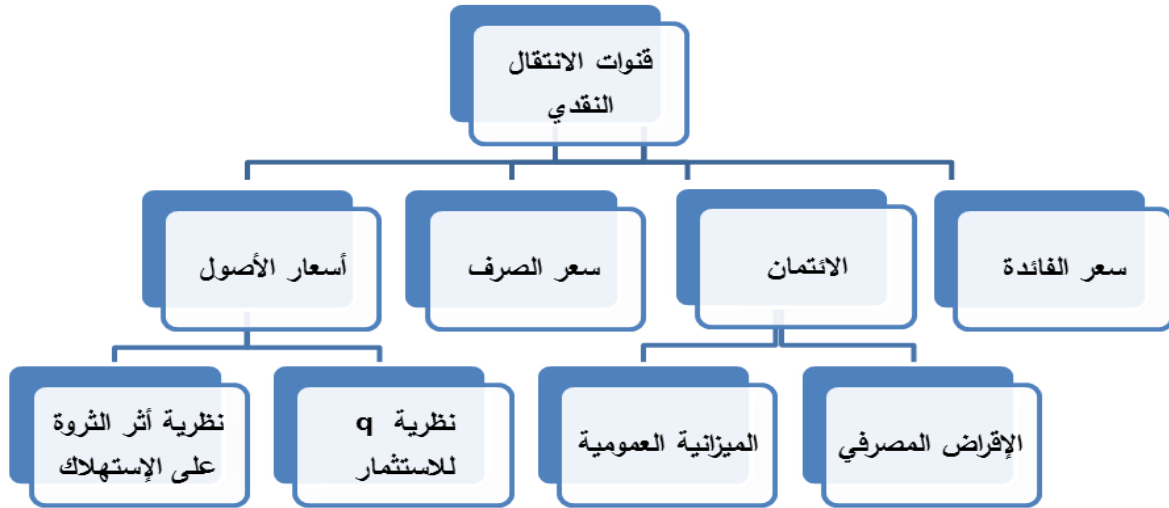 قنوات الانتقال
النقدي
سعر الفائدة
الائتمان
سعر الصرف
أسعار الأصول
الإقراض المصرفي
الميزانية العمومية
نظرية q
للاستثمار
نظرية أثر الثروة
على الإستهلاك